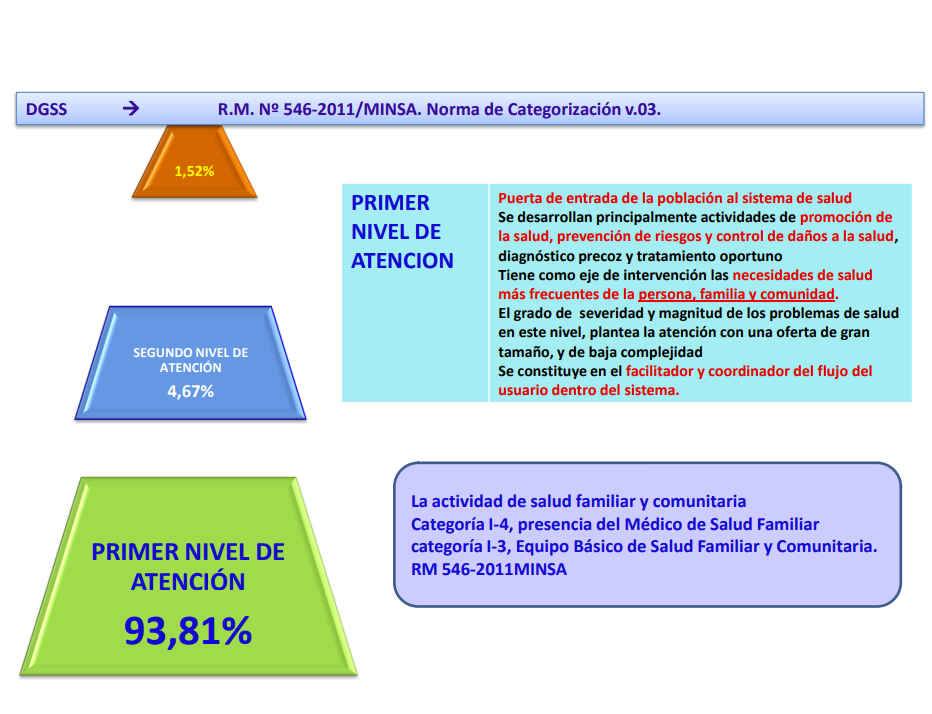 DGSS → R.M. Nº 546-2011/MINSA. Norma de Categorización v.03.
1,52%
PRIMER
NIVEL DE
ATENCION
Puerta de entrada de la población al sistema de salud
Se desarrollan principalmente actividades de promoción de
la salud, prevención de riesgos y control de daños a la salud,
diagnóstico precoz y tratamiento oportuno
Tiene como eje de intervención las necesidades de salud
más frecuentes de la persona, familia y comunidad.
El grado de severidad y magnitud de los problemas de salud
en este nivel, plantea la atención con una oferta de gran
tamaño, y de baja complejidad
Se constituye en el facilitador y coordinador del flujo del
usuario dentro del sistema.
SEGUNDO NIVEL DE
ATENCIÓN
4,67%
PRIMER NIVEL DE
ATENCIÓN
93,81%
La actividad de salud familiar y comunitaria
Categoría I-4, presencia del Médico de Salud Familiar
categoría I-3, Equipo Básico de Salud Familiar y Comunitaria.
RM 546-2011MINSA